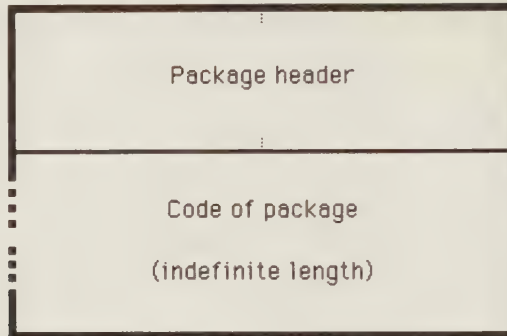 Package header
Code of package
(indefinite length)